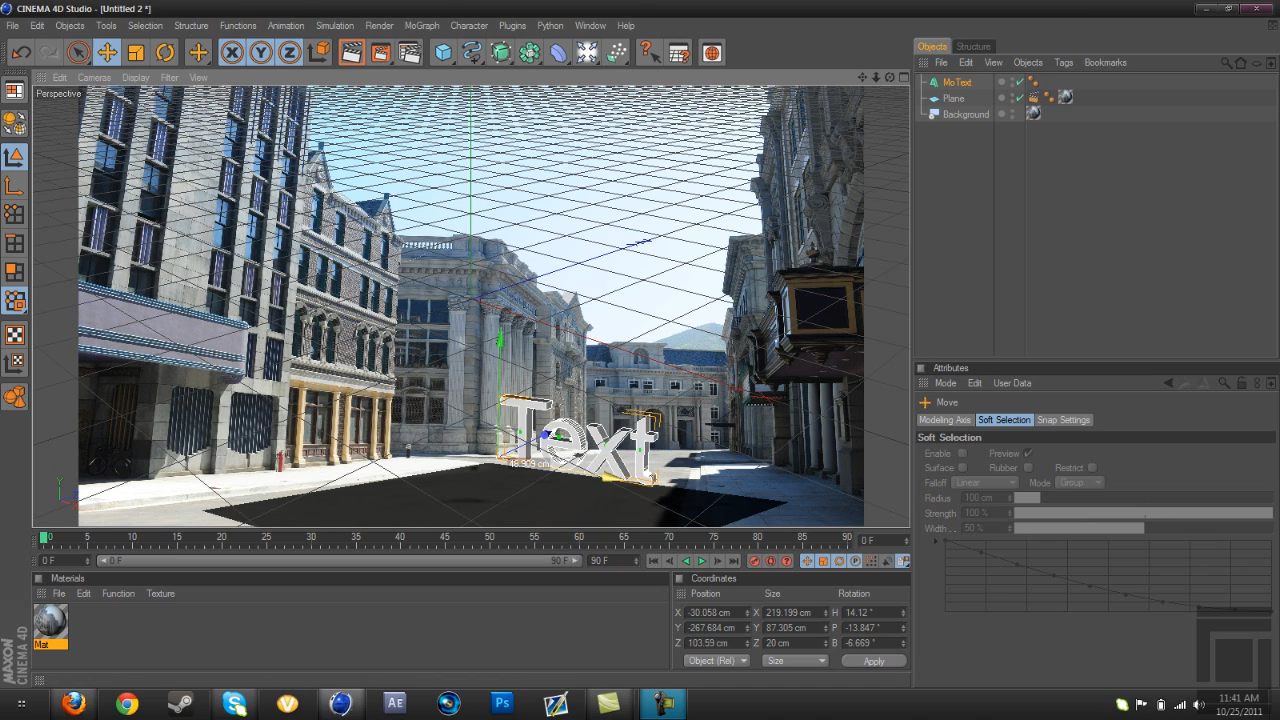 CINEMA 4D Studio - [Untitled 2 *]
File Edit Objects Tools Selection Structure Functions Animation Simulation Render MoGraph Character Plugins Python Window Help
X Y Z
Edit Cameras Display Filter View
Perspective
Text
48.909 cm
Y
0 5 10 15 20 25 30 35 40 45 50 55 60 65 70 75 80 85 90 0 F
0 F 0 F 90 F 90 F
Materials
File Edit Function Texture
Mat
MAXON
CINEMA 4D
Coordinates
Position Size Rotation
X -30.058 cm X 219.199 cm H 14.12 °
Y -267.684 cm Y 87.305 cm P -13.847 °
Z 103.59 cm Z 20 cm B -6.669 °
Object (Rel) Size Apply
Objects Structure
File Edit View Objects Tags Bookmarks
MoText
Plane
Background
Attributes
Mode Edit User Data
Move
Modeling Axis Soft Selection Snap Settings
Soft Selection
Enable Preview
Surface Rubber Restrict
Falloff Linear Mode Group
Radius 100 cm
Strength 100 %
Width . . 50 %
Ae
Ps
11:41 AM
10/25/2011